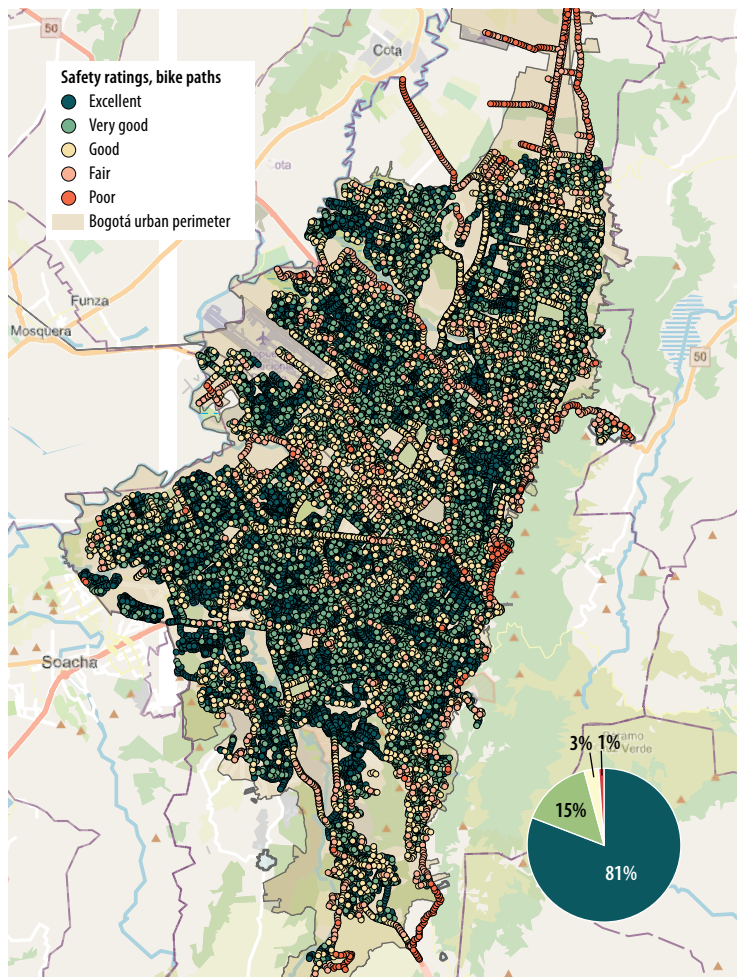 50
Cota
Safety ratings, bike paths
Excellent
Very good
Good
Fair
Poor
Bogotá urban perimeter
Funza
Mosquera
50
Soacha
Verde
3%
1%
15%
81%